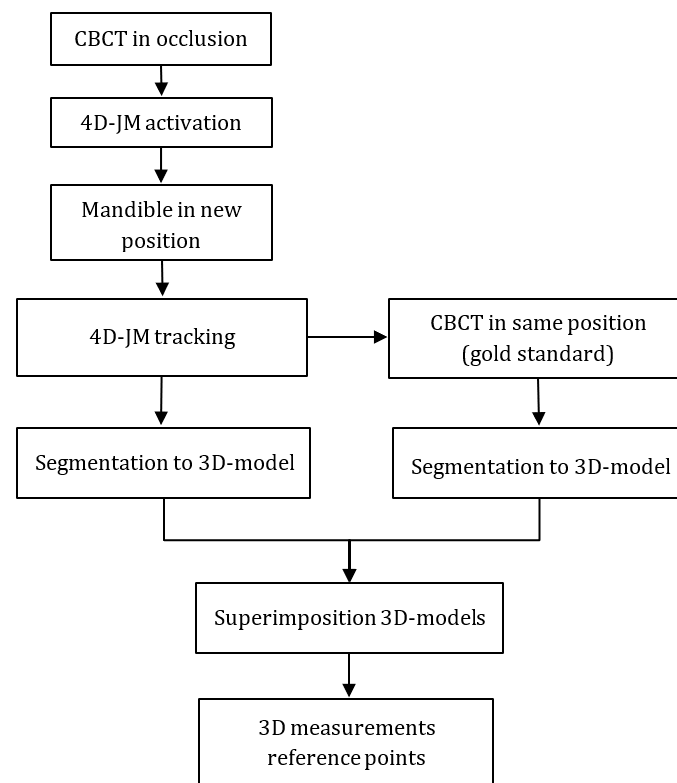 CBCT in occlusion
4D-JM activation
Mandible in new
position
4D-JM tracking
CBCT in same position
(gold standard)
Segmentation to 3D-model
Segmentation to 3D-model
Superimposition 3D-models
3D measurements
reference points